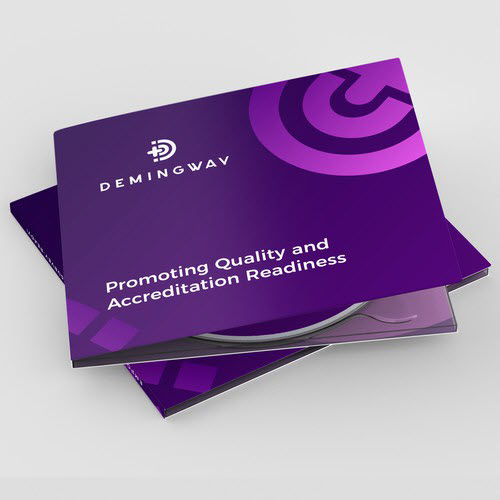 DEMINGWAY
Promoting Quality and
Accreditation Readiness